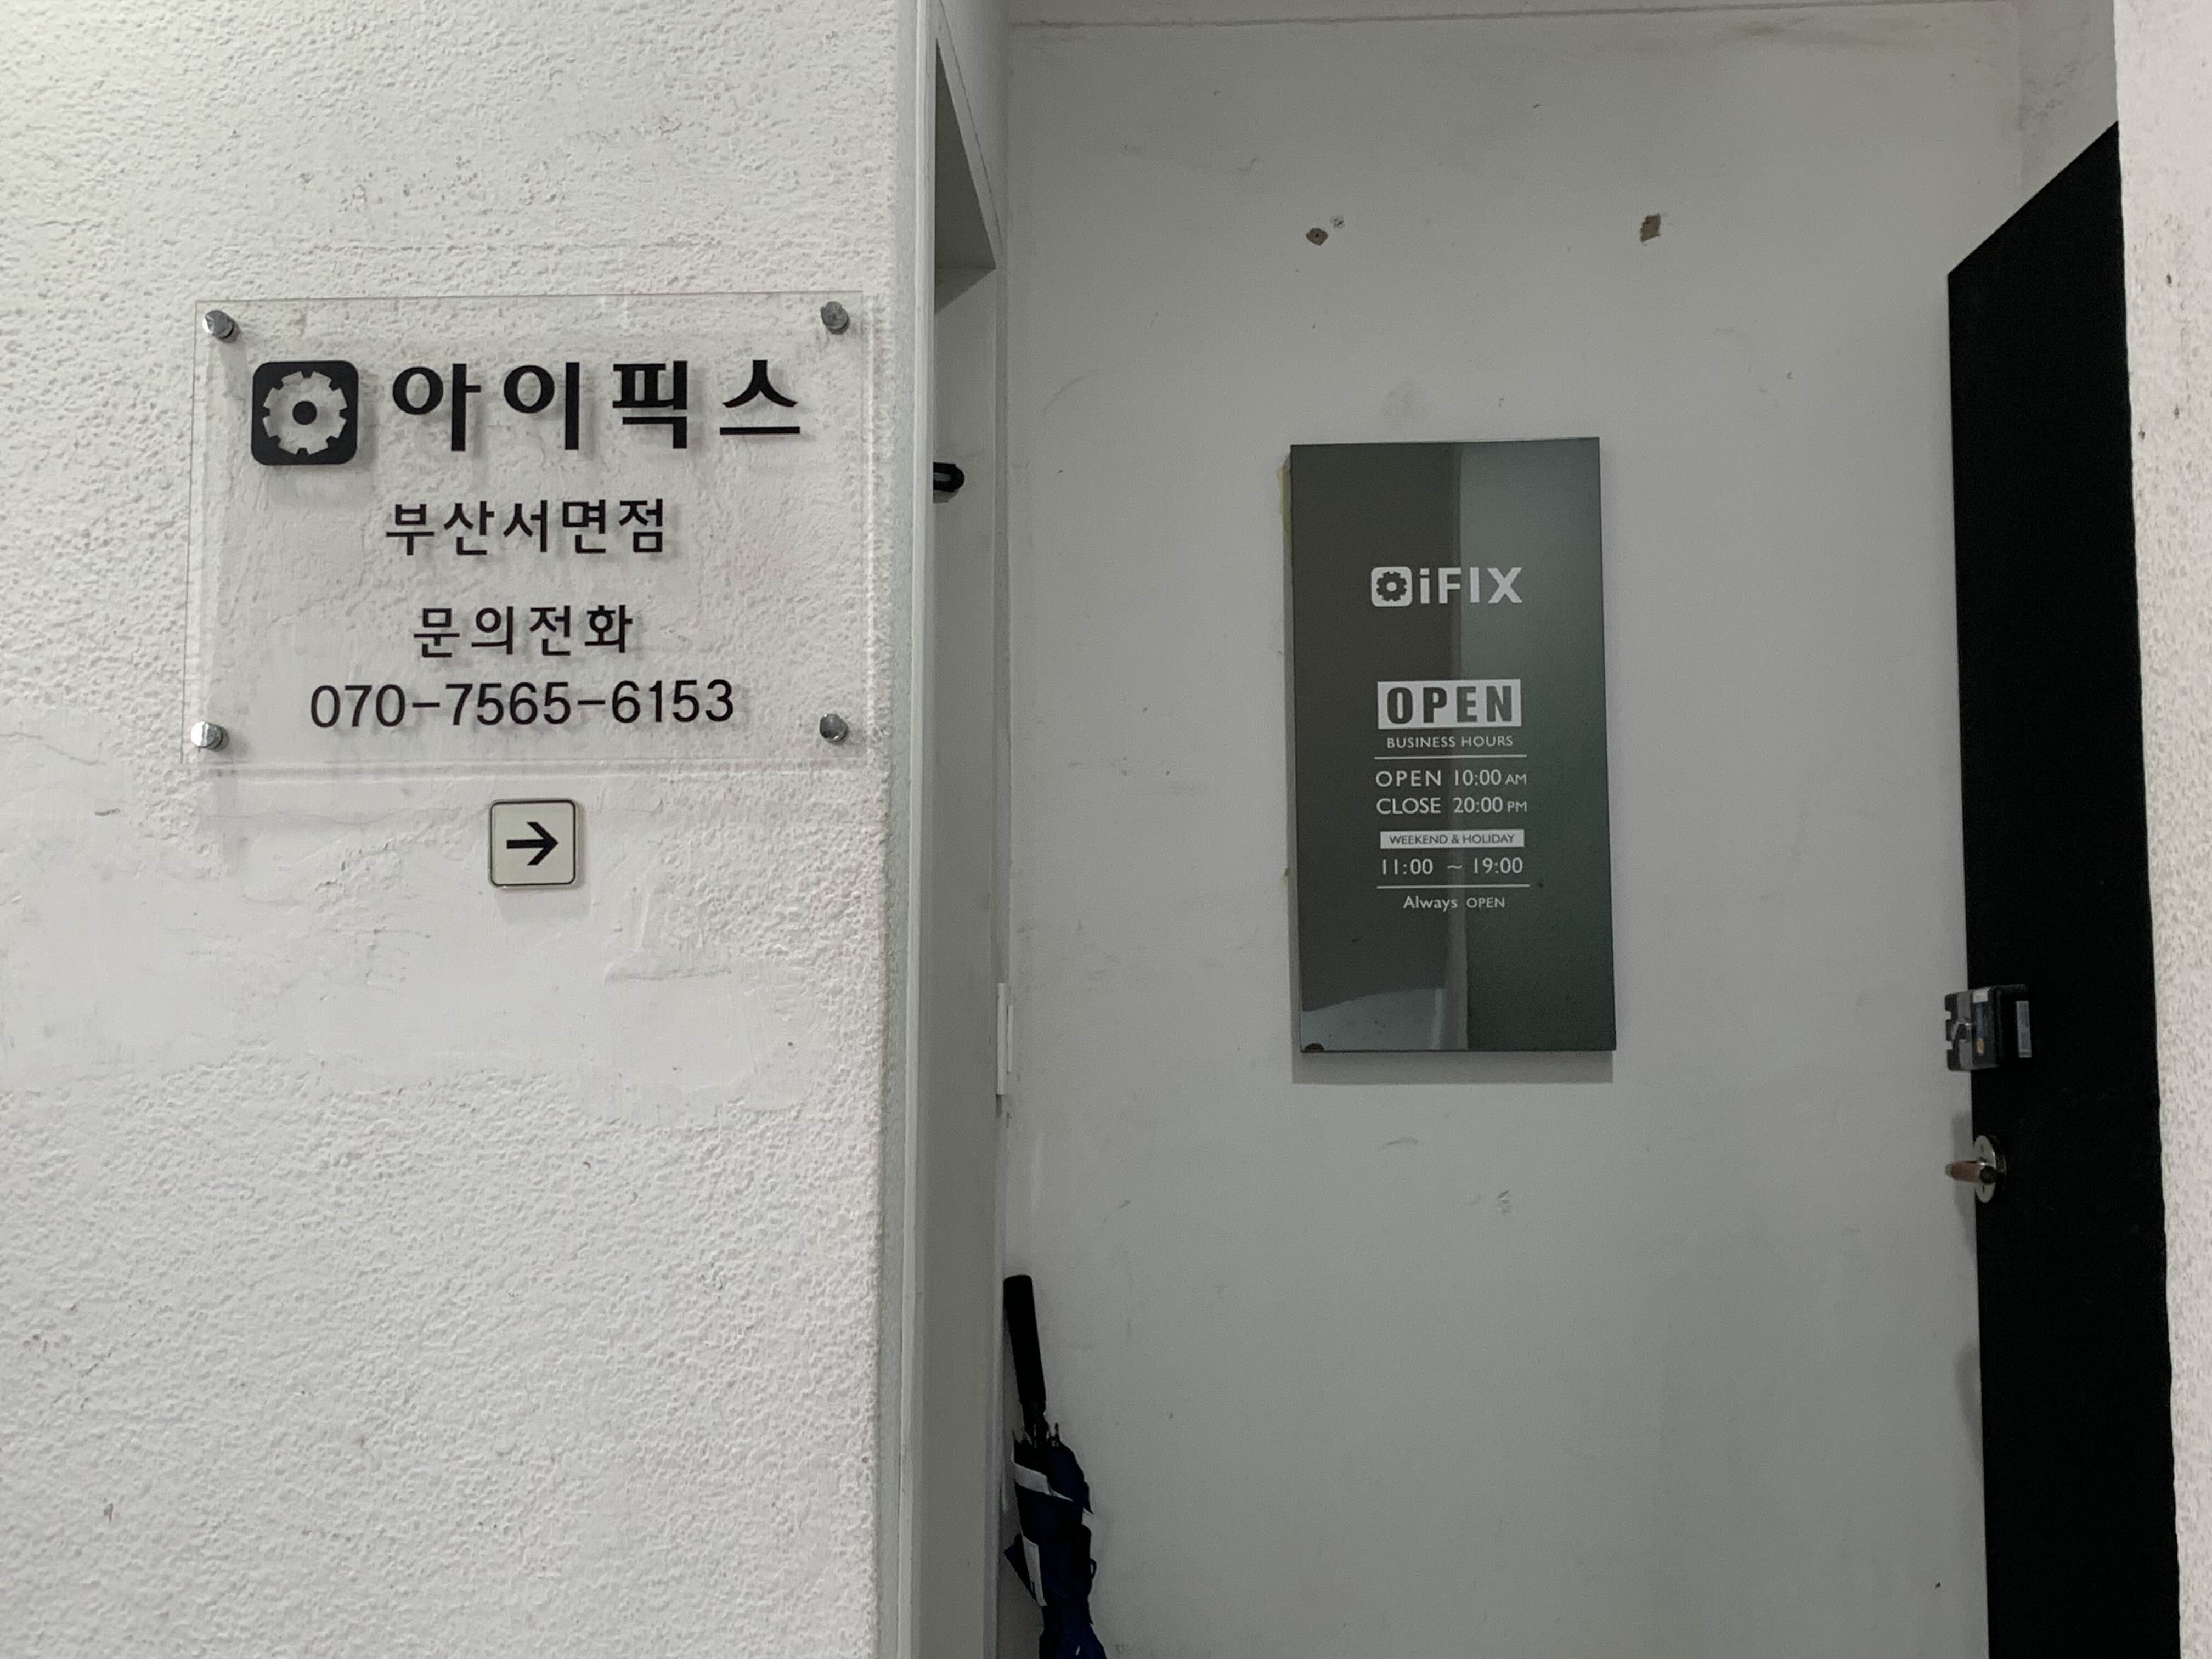 아이픽스
부산서면점
문의전화
070-7565-6153
iFIX
OPEN
BUSINESS HOURS
OPEN 10:00 AM
CLOSE 20:00 PM
WEEKEND & HOLIDAY
11:00 ~ 19:00
Always OPEN